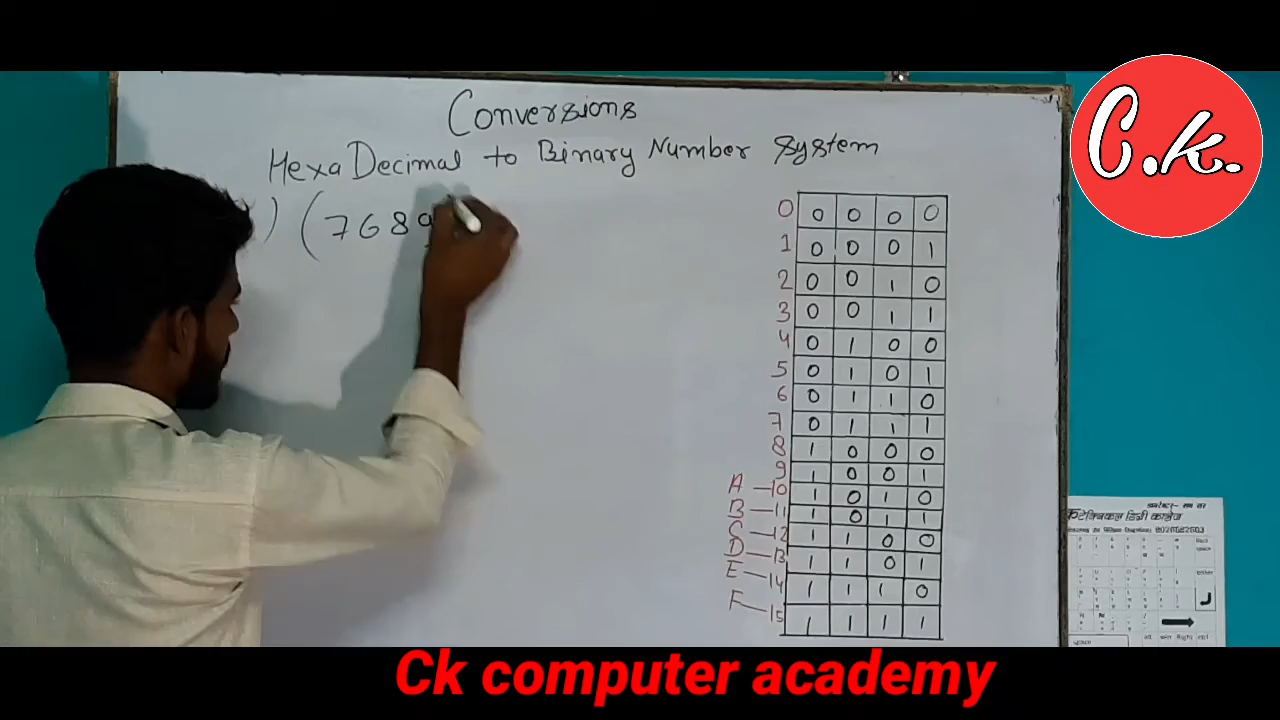 C.k.
Conversions
HexaDecimal to Binary Number system
) (7689
0 0 0 0 0
1 0 0 0 1
2 0 0 1 0
3 0 0 1 1
4 0 1 0 0
5 0 1 0 1
6 0 1 1 0
7 0 1 1 1
8 1 0 0 0
9 1 0 0 1
A — 10 1 0 1 0
B — 11 1 0 1 1
C — 12 1 1 0 0
D — 13 1 1 0 1
E — 14 1 1 1 0
F — 15 1 1 1 1
Ck computer academy